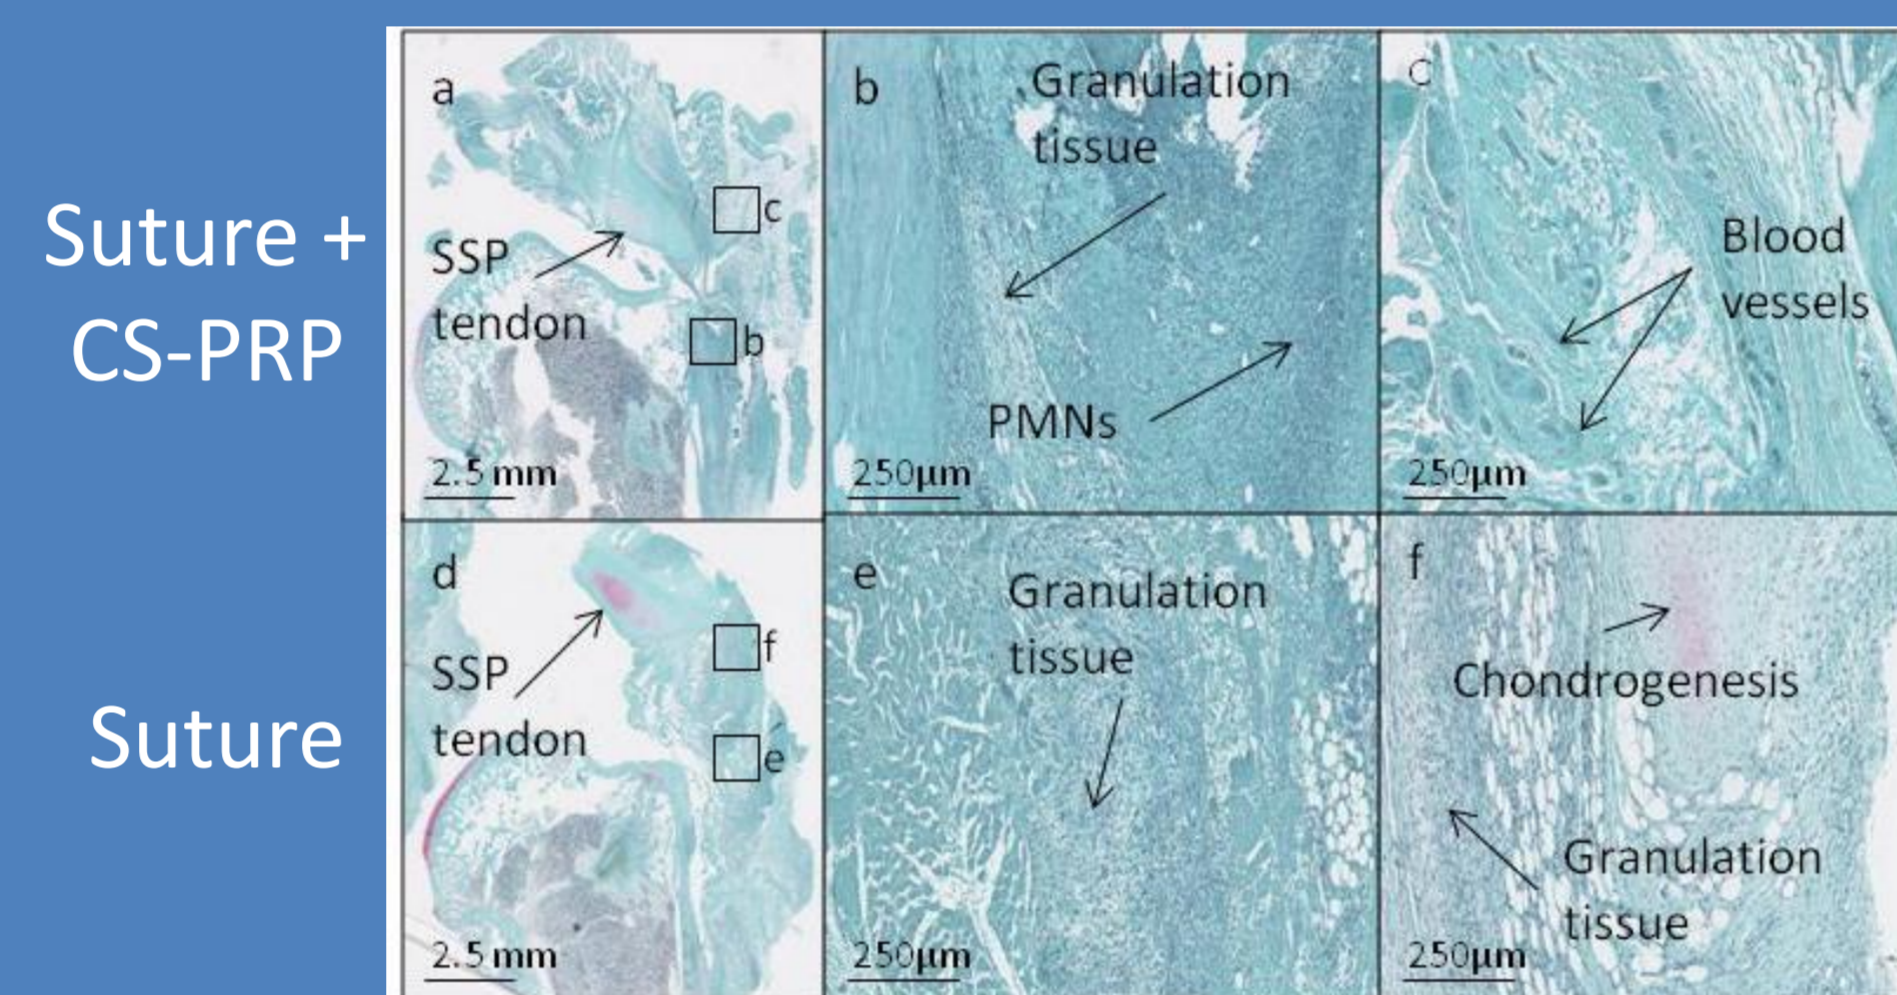 Suture +
CS-PRP
a
c
SSP
tendon
b
2.5 mm
b
Granulation
tissue
PMNs
250μm
c
Blood
vessels
250μm
Suture
d
f
SSP
tendon
e
2.5 mm
e
Granulation
tissue
250μm
f
Chondrogenesis
Granulation
tissue
250μm